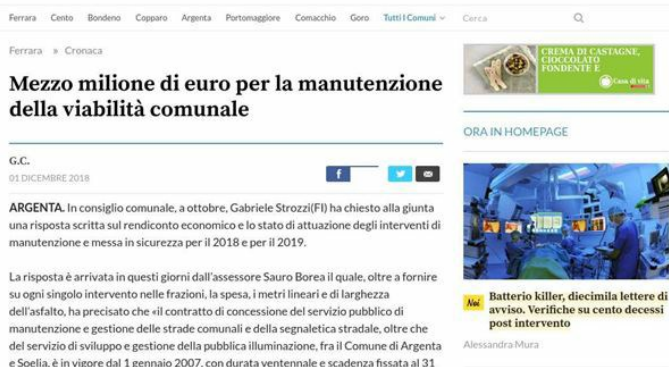 Ferrara Cento Bondeno Copparo Argenta Portomaggiore Comacchio Goro Tutti I Comuni Cerca
Ferrara » Cronaca
Mezzo milione di euro per la manutenzione
della viabilità comunale
G.C.
01 DICEMBRE 2018
ARGENTA. In consiglio comunale, a ottobre, Gabriele Strozzi(FI) ha chiesto alla giunta
una risposta scritta sul rendiconto economico e lo stato di attuazione degli interventi di
manutenzione e messa in sicurezza per il 2018 e per il 2019.
La risposta è arrivata in questi giorni dall'assessore Sauro Borea il quale, oltre a fornire
su ogni singolo intervento nelle frazioni, la spesa, i metri lineari e di larghezza
dell'asfalto, ha precisato che «il contratto di concessione del servizio pubblico di
manutenzione e gestione delle strade comunali e della segnaletica stradale, oltre che
del servizio di sviluppo e gestione della pubblica illuminazione, fra il Comune di Argenta
e Soelia, è in vigore dal 1 gennaio 2007, con durata ventennale e scadenza fissata al 31
CREMA DI CASTAGNE,
CIOCCOLATO
FONDENTE E
Casa di vita
ORA IN HOMEPAGE
Noi
Batterio killer, diecimila lettere di
avviso. Verifiche su cento decessi
post intervento
Alessandra Mura